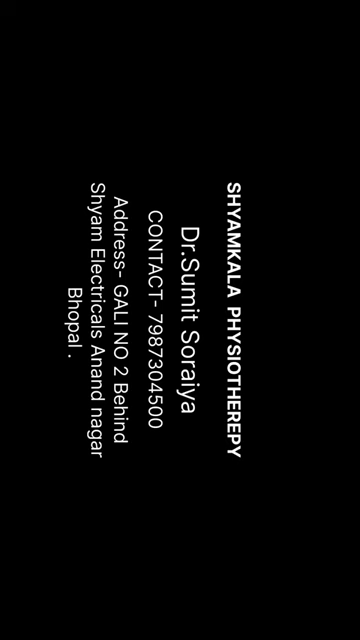 SHYAMKALA PHYSIOTHEREPY
Dr.Sumit Soraiya
CONTACT- 7987304500
Address- GALI NO 2 Behind
Shyam Electricals Anand nagar
Bhopal .